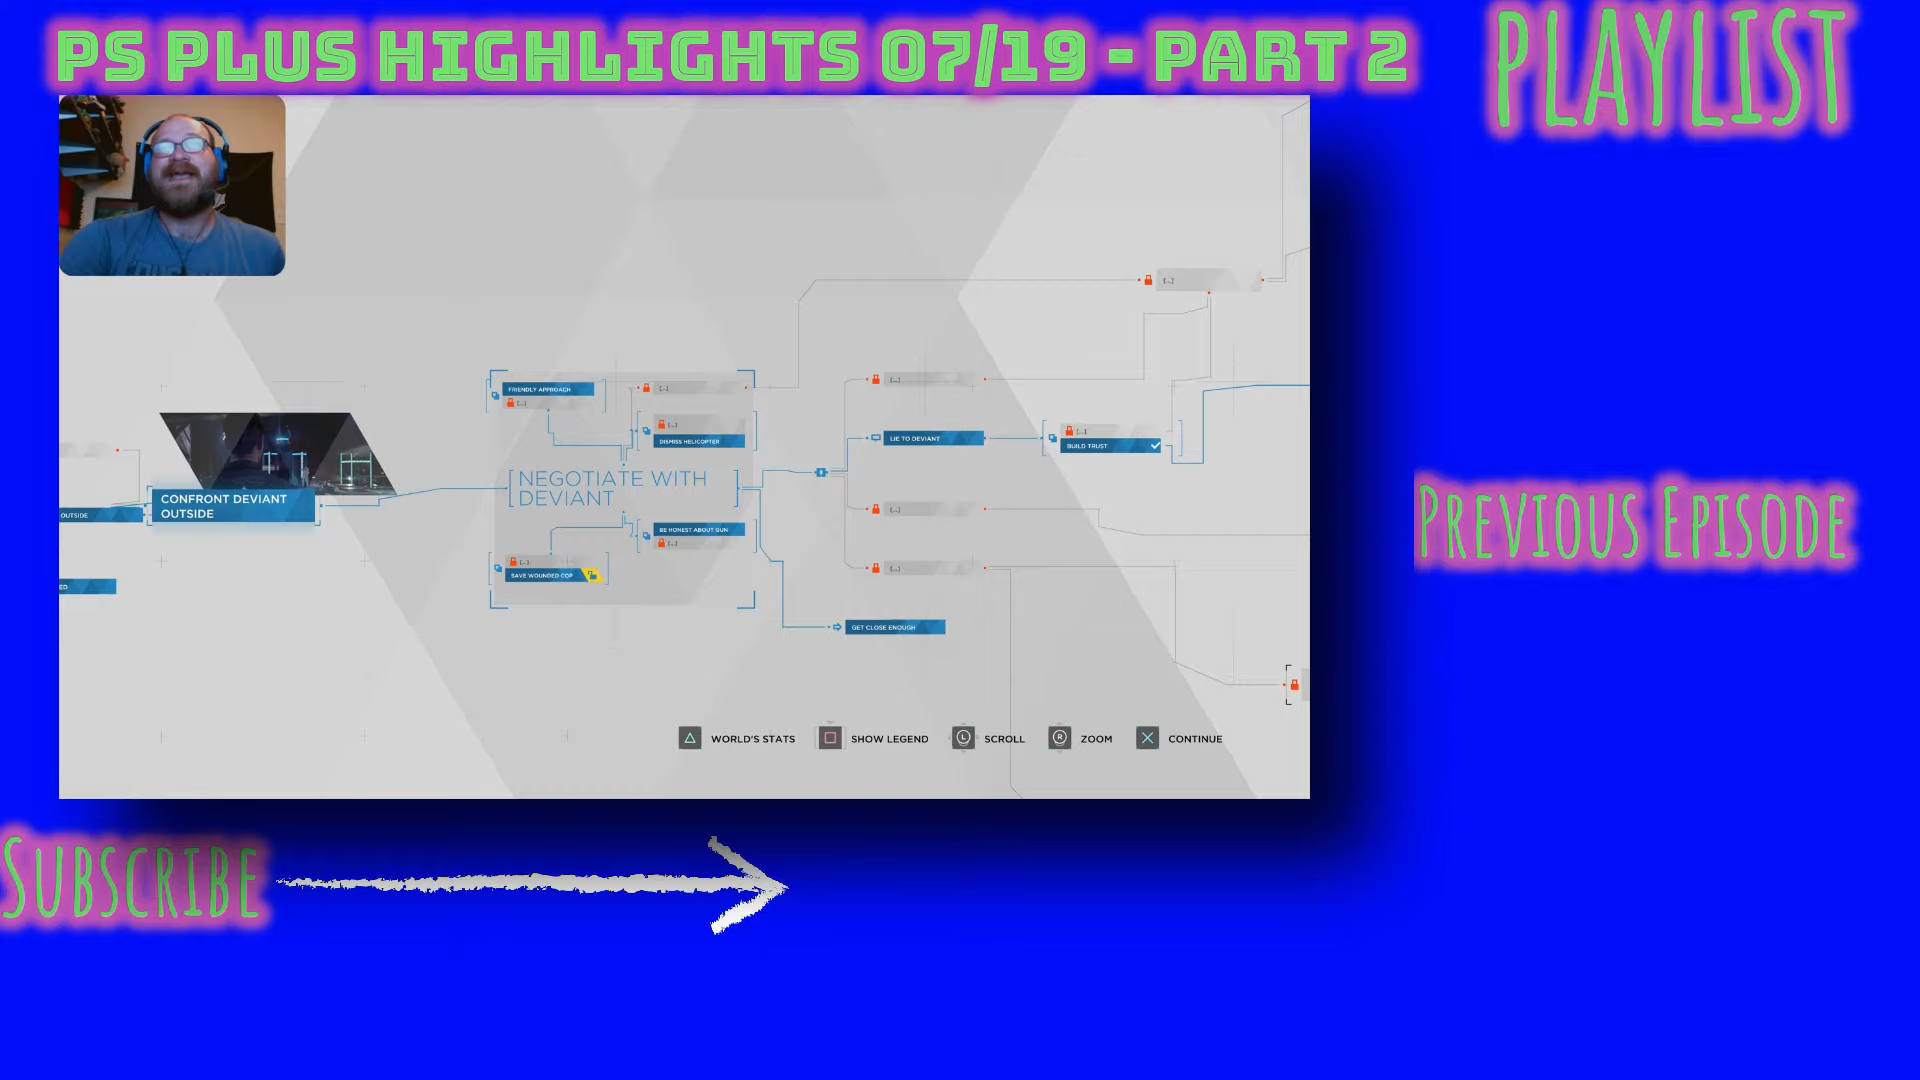 PS PLUS HIGHLIGHTS 07/19 - PART 2
PLAYLIST
[...]
FRIENDLY APPROACH
[...]
[...]
[...]
DISMISS HELICOPTER
[...]
LIE TO DEVIANT
[...]
BUILD TRUST
NEGOTIATE WITH
DEVIANT
CONFRONT DEVIANT
OUTSIDE
OUTSIDE
[...]
BE HONEST ABOUT GUN
[...]
[...]
SAVE WOUNDED COP
[...]
ED
GET CLOSE ENOUGH
PREVIOUS EPISODE
WORLD'S STATS
SHOW LEGEND
L
SCROLL
R
ZOOM
CONTINUE
SUBSCRIBE